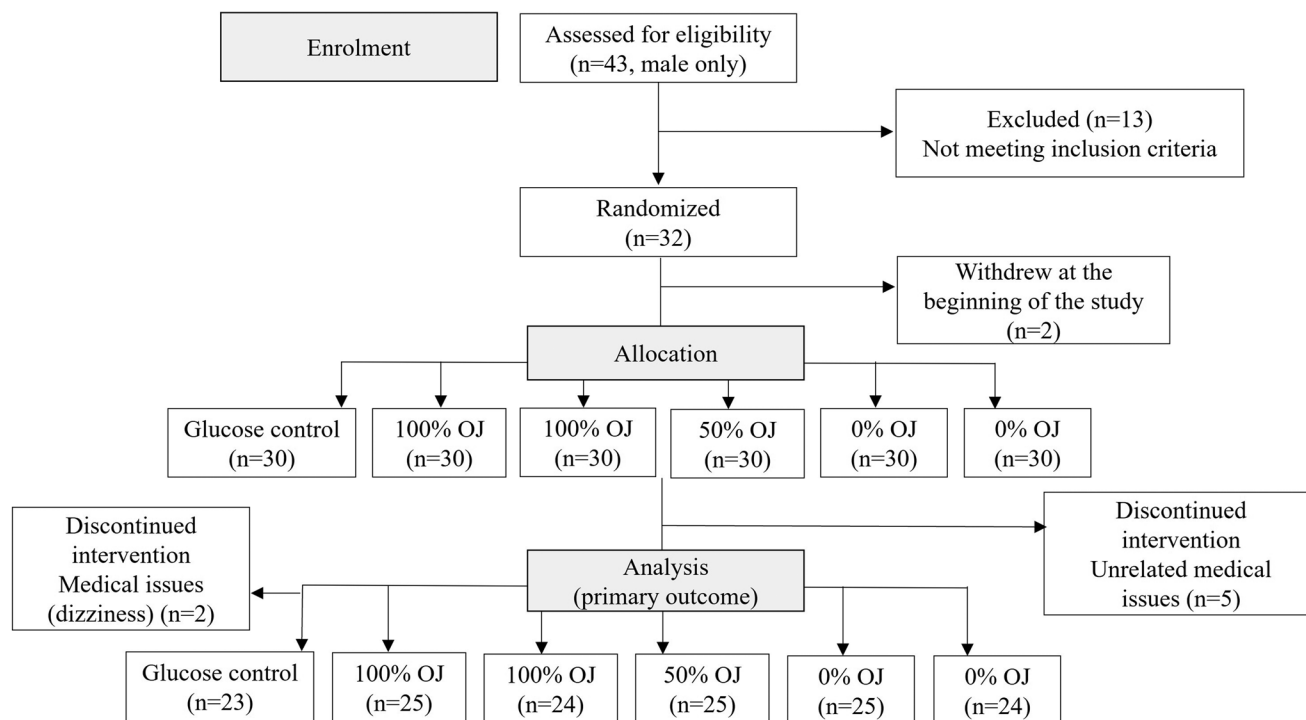 Enrolment
Assessed for eligibility
(n=43, male only)
Excluded (n=13)
Not meeting inclusion criteria
Randomized
(n=32)
Withdrew at the
beginning of the study
(n=2)
Allocation
Glucose control
(n=30)
100% OJ
(n=30)
100% OJ
(n=30)
50% OJ
(n=30)
0% OJ
(n=30)
0% OJ
(n=30)
Discontinued
intervention
Medical issues
(dizziness) (n=2)
Discontinued
intervention
Unrelated medical
issues (n=5)
Analysis
(primary outcome)
Glucose control
(n=23)
100% OJ
(n=25)
100% OJ
(n=24)
50% OJ
(n=25)
0% OJ
(n=25)
0% OJ
(n=24)